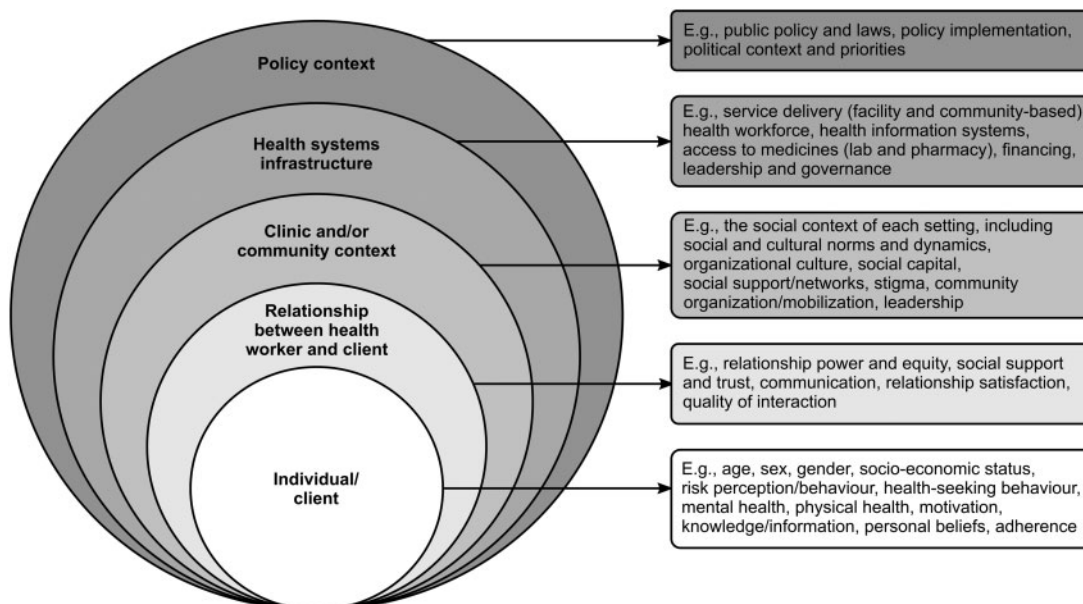 Policy context
E.g., public policy and laws, policy implementation,
political context and priorities
Health systems
infrastructure
E.g., service delivery (facility and community-based)
health workforce, health information systems,
access to medicines (lab and pharmacy), financing,
leadership and governance
Clinic and/or
community context
E.g., the social context of each setting, including
social and cultural norms and dynamics,
organizational culture, social capital,
social support/networks, stigma, community
organization/mobilization, leadership
Relationship
between health
worker and client
E.g., relationship power and equity, social support
and trust, communication, relationship satisfaction,
quality of interaction
Individual/
client
E.g., age, sex, gender, socio-economic status,
risk perception/behaviour, health-seeking behaviour,
mental health, physical health, motivation,
knowledge/information, personal beliefs, adherence